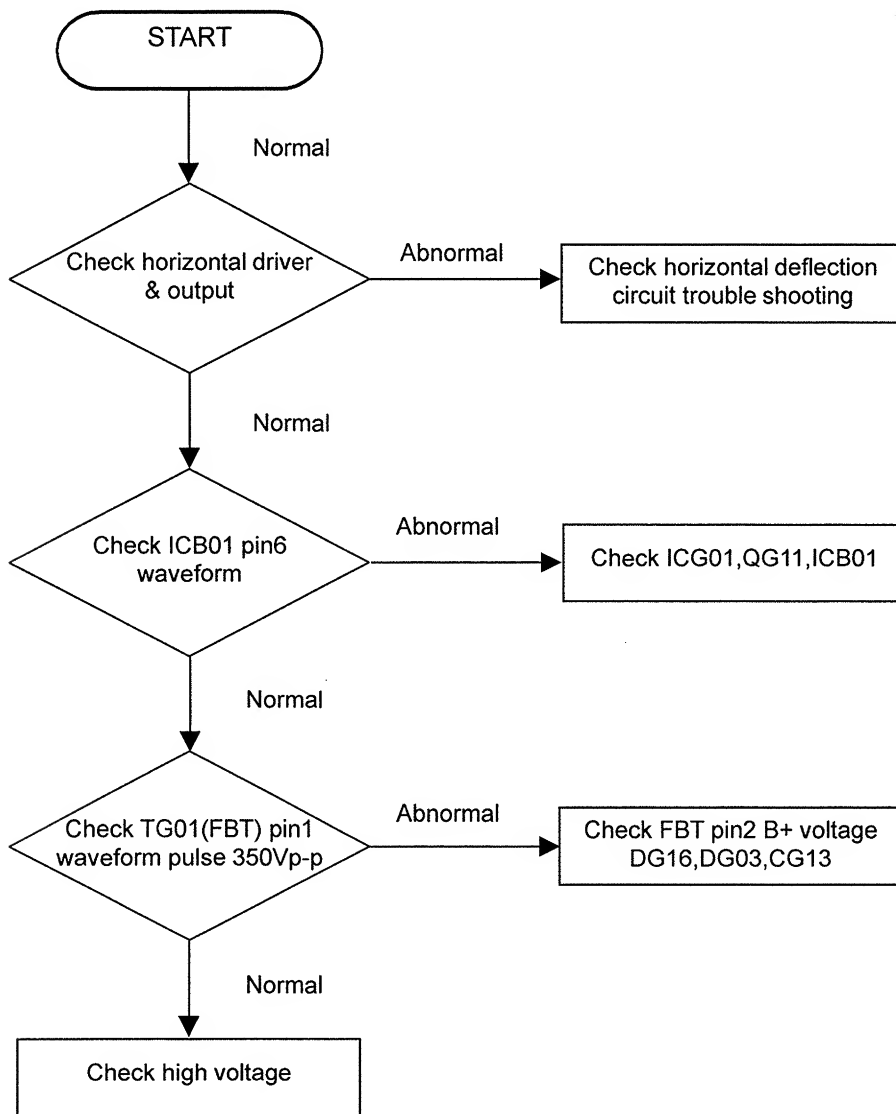 START
Normal
Check horizontal driver
& output
Abnormal
Check horizontal deflection
circuit trouble shooting
Normal
Check ICB01 pin6
waveform
Abnormal
Check ICG01,QG11,ICB01
Normal
Check TG01(FBT) pin1
waveform pulse 350Vp-p
Abnormal
Check FBT pin2 B+ voltage
DG16,DG03,CG13
Normal
Check high voltage